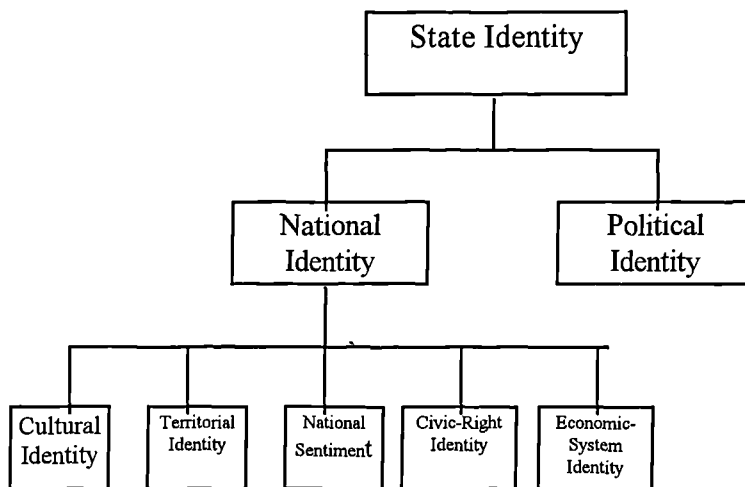 State Identity
National
Identity
Political
Identity
Cultural
Identity
Territorial
Identity
National
Sentiment
Civic-Right
Identity
Economic-
System
Identity